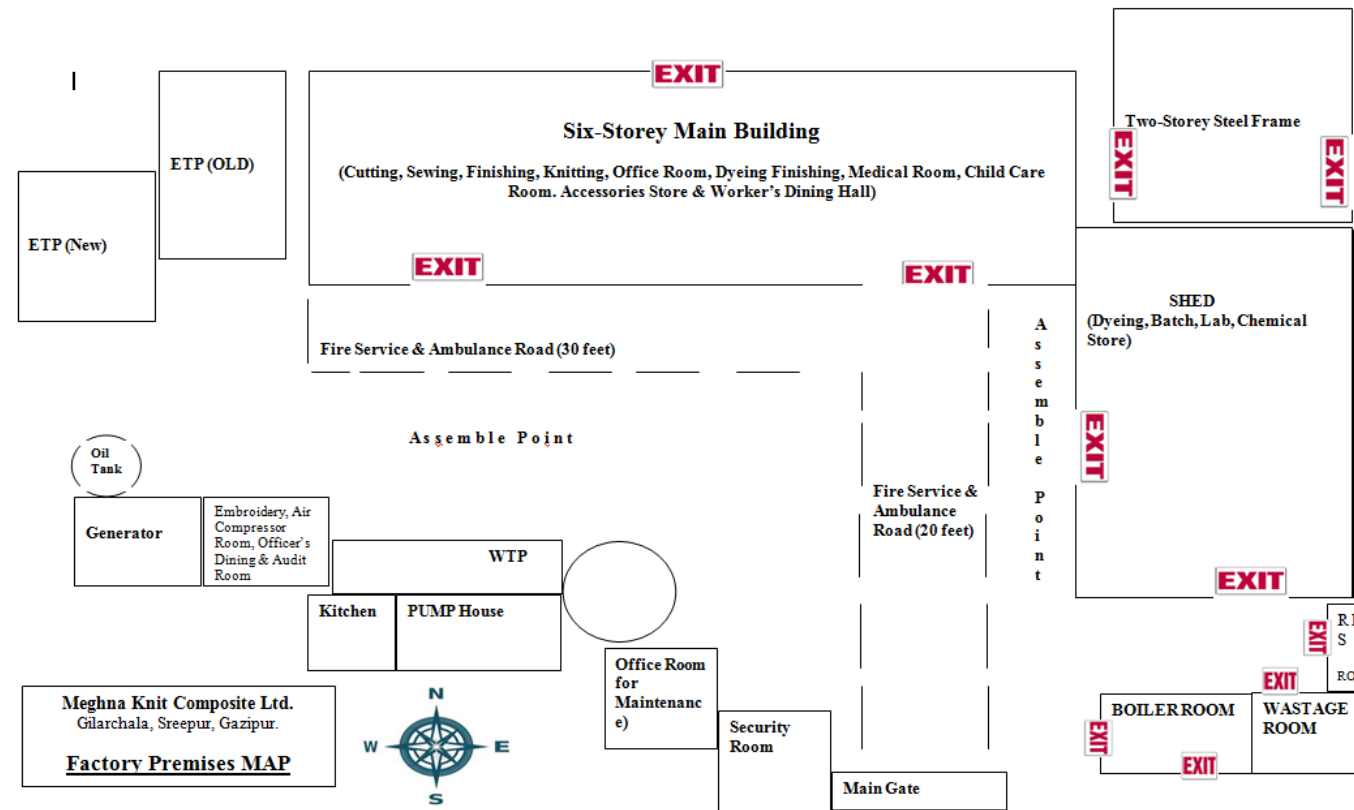 EXIT
Six-Storey Main Building
(Cutting, Sewing, Finishing, Knitting, Office Room, Dyeing Finishing, Medical Room, Child Care
Room. Accessories Store & Worker's Dining Hall)
EXIT
EXIT
Two-Storey Steel Frame
EXIT
EXIT
ETP (OLD)
ETP (New)
SHED
(Dyeing, Batch, Lab, Chemical
Store)
EXIT
EXIT
Fire Service & Ambulance Road (30 feet)
Assemble Point
Assemble Point
Fire Service &
Ambulance
Road (20 feet)
Oil
Tank
Generator
Embroidery, Air
Compressor
Room, Officer's
Dining & Audit
Room
WTP
Kitchen
PUMP House
Office Room
for
Maintenanc
e)
Security
Room
Main Gate
EXIT
S
EXIT
BOILER ROOM
WASTAGE
ROOM
EXIT
EXIT
Meghna Knit Composite Ltd.
Gilarchala, Sreepur, Gazipur.
Factory Premises MAP
N
W
E
S